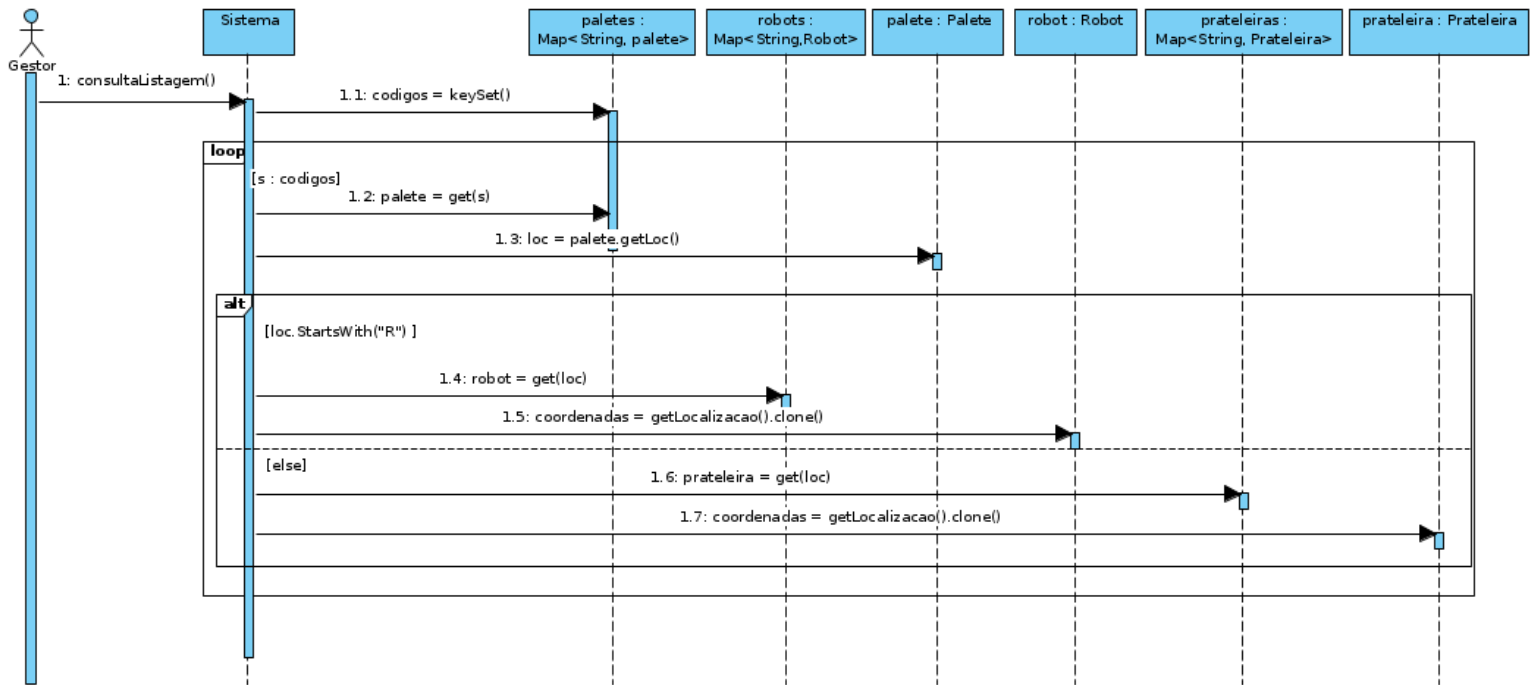 Sistema
paletes :
Map<String, palete>
robots :
Map<String,Robot>
palete : Palete
robot : Robot
prateleiras :
Map<String, Prateleira>
prateleira : Prateleira
Gestor
1: consultaListagem()
1.1: codigos = keySet()
loop
[s : codigos]
1.2: palete = get(s)
1.3: loc = palete.getLoc()
alt
[loc.StartsWith("R") ]
1.4: robot = get(loc)
1.5: coordenadas = getLocalizacao().clone()
[else]
1.6: prateleira = get(loc)
1.7: coordenadas = getLocalizacao().clone()